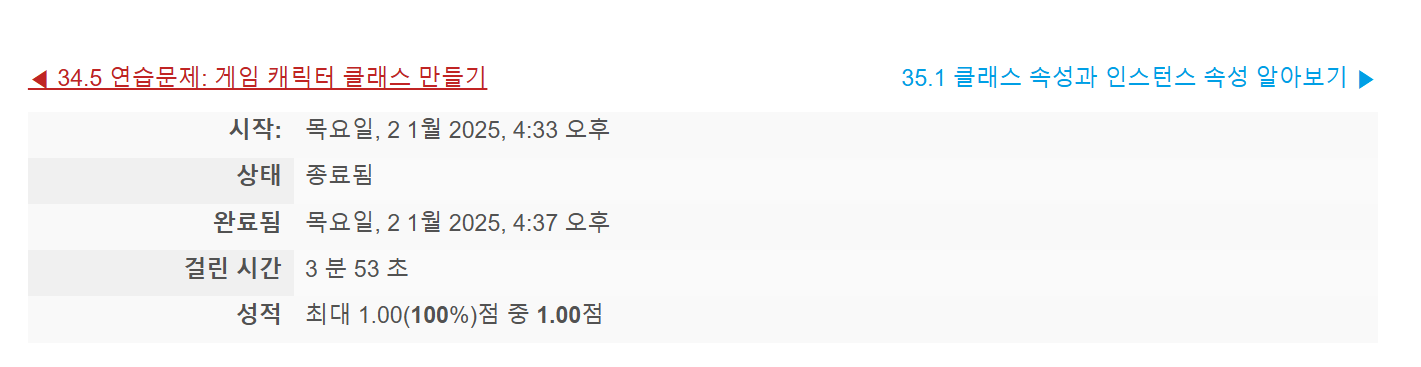 ◀ 34.5 연습문제: 게임 캐릭터 클래스 만들기
35.1 클래스 속성과 인스턴스 속성 알아보기 ▶
시작: 목요일, 2 1월 2025, 4:33 오후
상태 종료됨
완료됨 목요일, 2 1월 2025, 4:37 오후
걸린 시간 3 분 53 초
성적 최대 1.00(100%)점 중 1.00점